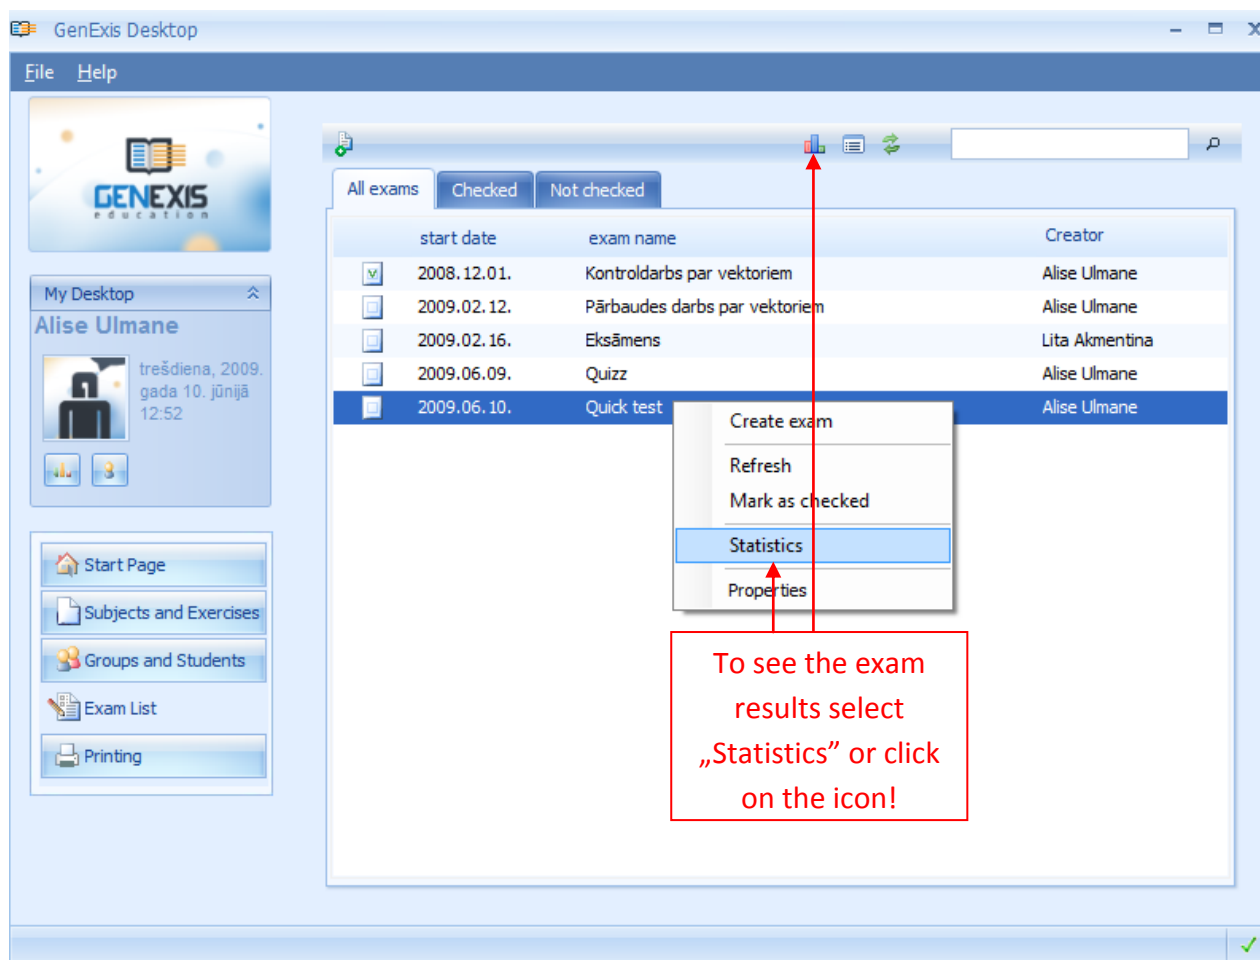 GenExis Desktop
File Help
GENEXIS
education
All exams Checked Not checked
start date exam name Creator
2008.12.01. Kontroldarbs par vektoriem Alise Ulmane
2009.02.12. Pārbaudes darbs par vektoriem Alise Ulmane
2009.02.16. Eksāmens Lita Akmentina
2009.06.09. Quizz Alise Ulmane
2009.06.10. Quick test Alise Ulmane
My Desktop
Alise Ulmane
trešdiena, 2009.
gada 10. jūnijā
12:52
Start Page
Subjects and Exercises
Groups and Students
Exam List
Printing
Create exam
Refresh
Mark as checked
Statistics
Properties
To see the exam
results select
„Statistics” or click
on the icon!